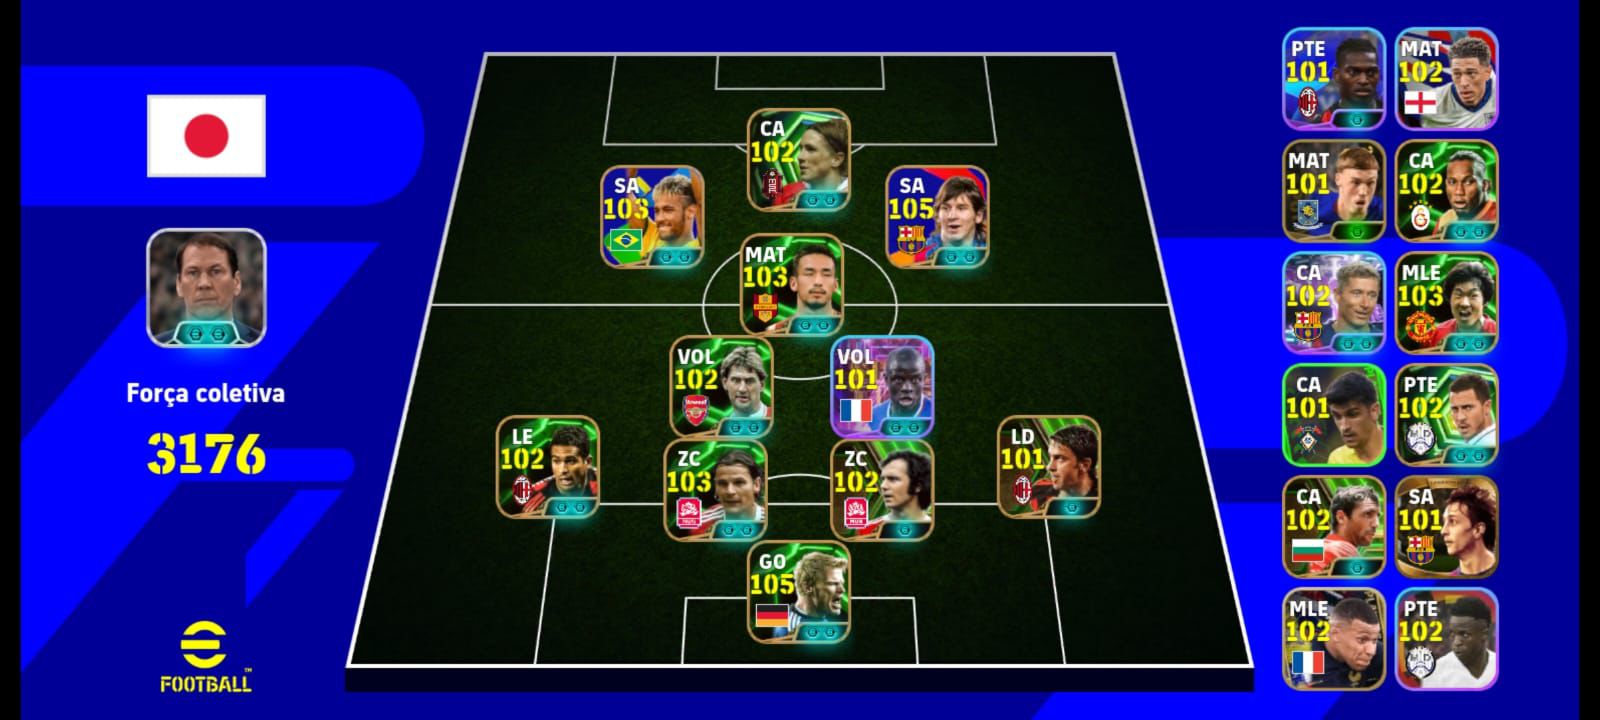 Força coletiva
3176
FOOTBALL™
CA
102
SA
103
SA
105
MAT
103
VOL
102
VOL
101
LE
102
ZC
103
ZC
102
LD
101
GO
105
PTE
101
MAT
102
MAT
101
CA
102
CA
102
MLE
103
CA
101
PTE
102
CA
102
SA
101
MLE
102
PTE
102